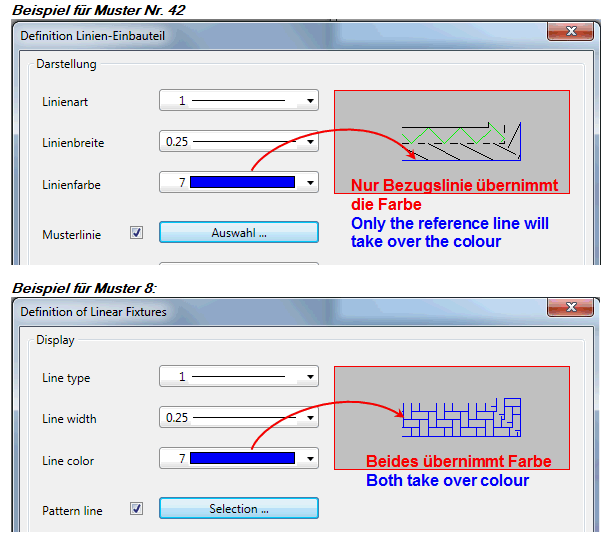 Beispiel für Muster Nr. 42
Definition Linien-Einbauteil
Darstellung
Linienart
1
Linienbreite
0.25
Linienfarbe
7
Nur Bezugslinie übernimmt
die Farbe
Only the reference line will
take over the colour
Musterlinie
Auswahl ...
Beispiel für Muster 8:
Definition of Linear Fixtures
Display
Line type
1
Line width
0.25
Line color
7
Beides übernimmt Farbe
Both take over colour
Pattern line
Selection ...